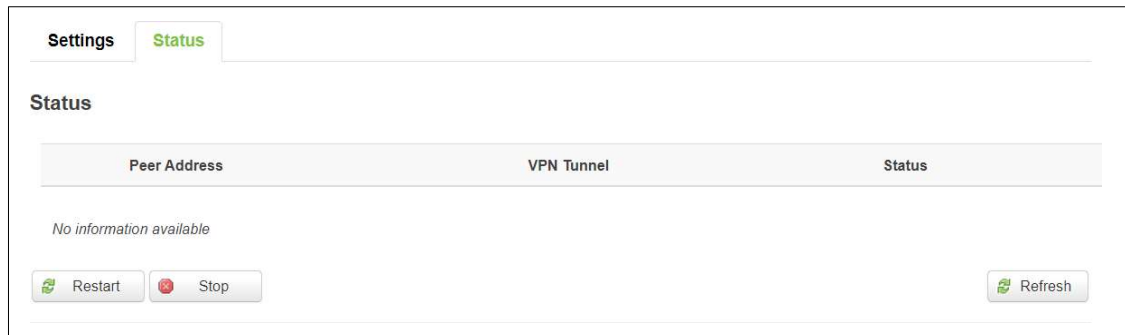 Settings Status
Status
Peer Address VPN Tunnel Status
No information available
Restart Stop Refresh